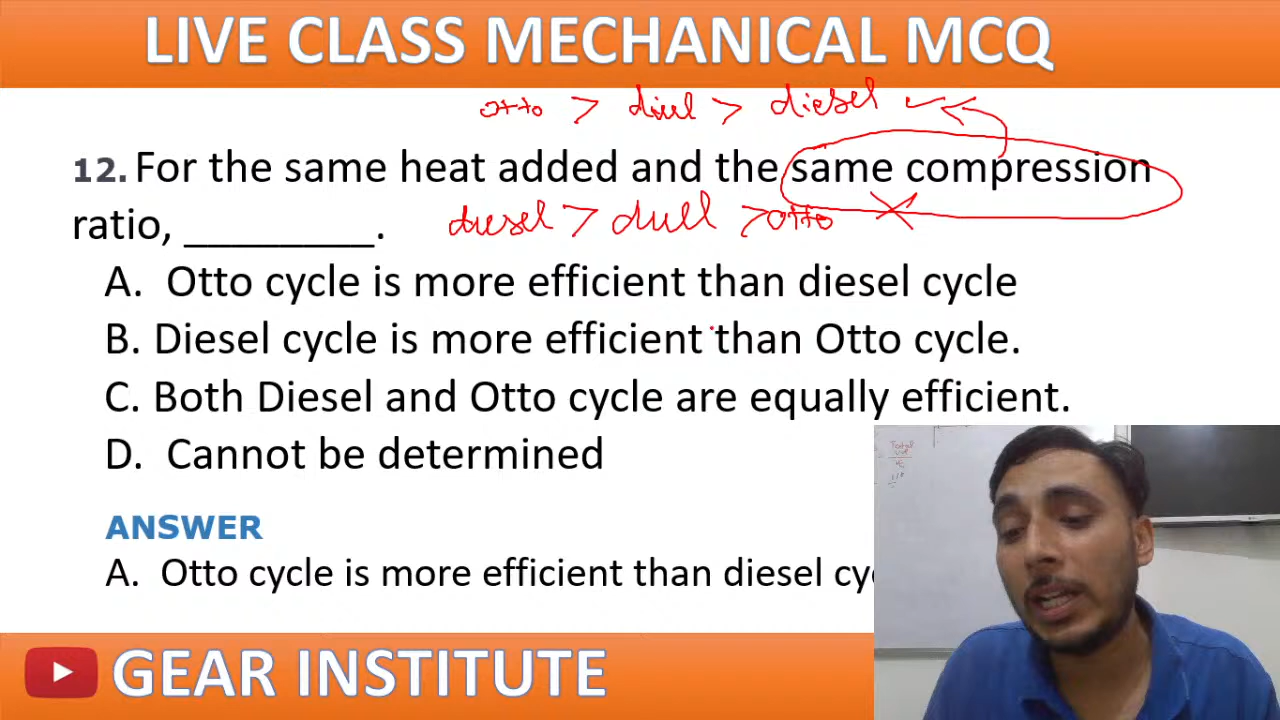 LIVE CLASS MECHANICAL MCQ
otto > > diesel
12. For the same heat added and the same compression
ratio, ________.
diesel > > otto
A. Otto cycle is more efficient than diesel cycle
B. Diesel cycle is more efficient than Otto cycle.
C. Both Diesel and Otto cycle are equally efficient.
D. Cannot be determined
ANSWER
A. Otto cycle is more efficient than diesel cy
GEAR INSTITUTE